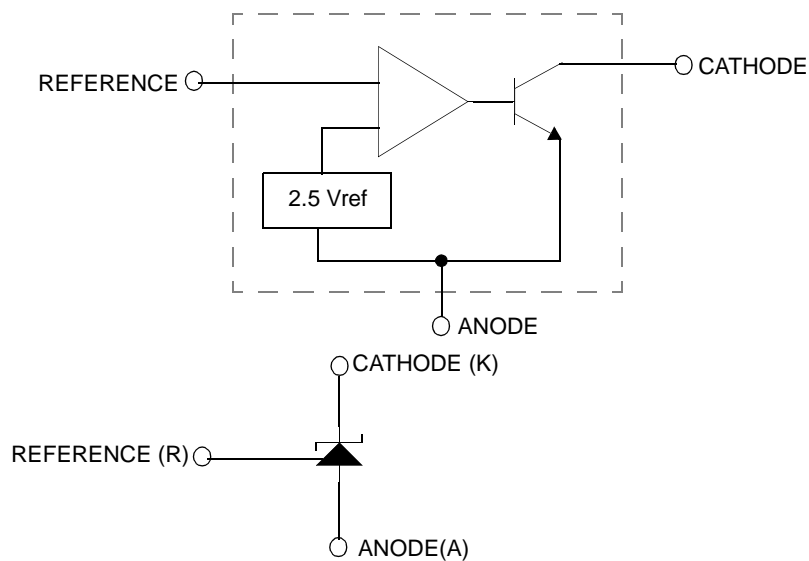 REFERENCE
CATHODE
2.5 Vref
ANODE
CATHODE (K)
REFERENCE (R)
ANODE(A)